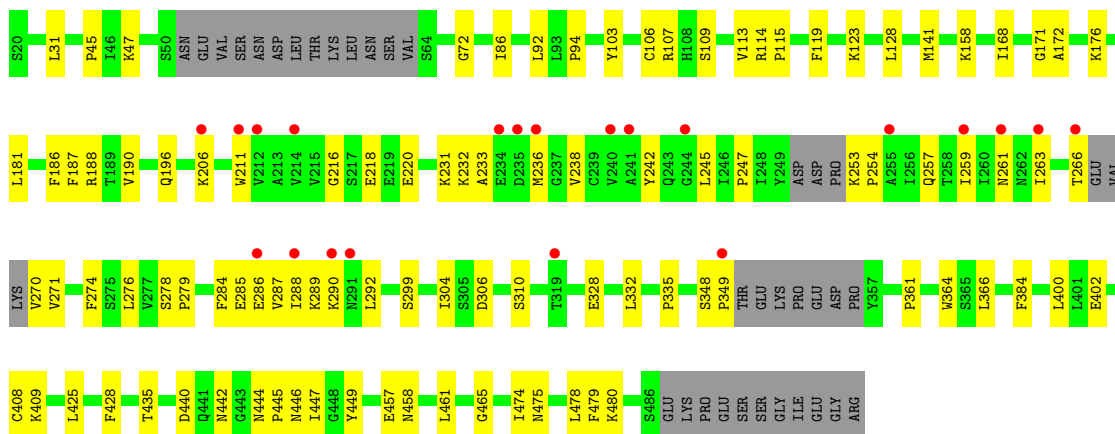 S20 L31 P45 I46 K47 S50 ASN GLU VAL SER ASN ASP LEU THR LYS LEU ASN SER VAL S64 G72 I86 L92 L93 P94 Y103 C106 R107 H108 S109 V113 R114 P115 F119 K123 L128 M141 K158 I168 G171 A172 K176
L181 F186 F187 R188 T189 V190 Q196 K206 W211 V212 A213 V214 V215 G216 S217 E218 E219 E220 K231 K232 A233 E234 D235 M236 G237 V238 C239 V240 A241 Y242 Q243 G244 L245 I246 P247 I248 Y249 ASP ASP PRO K253 P254 A255 I256 Q257 T258 I259 I260 N261 N262 I263 T266 GLU VAL
LYS V270 V271 F274 S275 L276 V277 S278 P279 F284 E285 E286 V287 I288 K289 K290 N291 L292 S299 I304 S305 D306 S310 T319 E328 L332 P335 S348 P349 THR GLU LYS PRO GLU ASP PRO Y357 P361 W364 S365 L366 F384 L400 L401 E402
C408 K409 L425 F428 T435 D440 Q441 N442 G443 N444 P445 N446 I447 G448 Y449 E457 N458 L461 G465 I474 N475 L478 F479 K480 S486 GLU LYS PRO GLU SER SER GLY ILE GLU GLY ARG